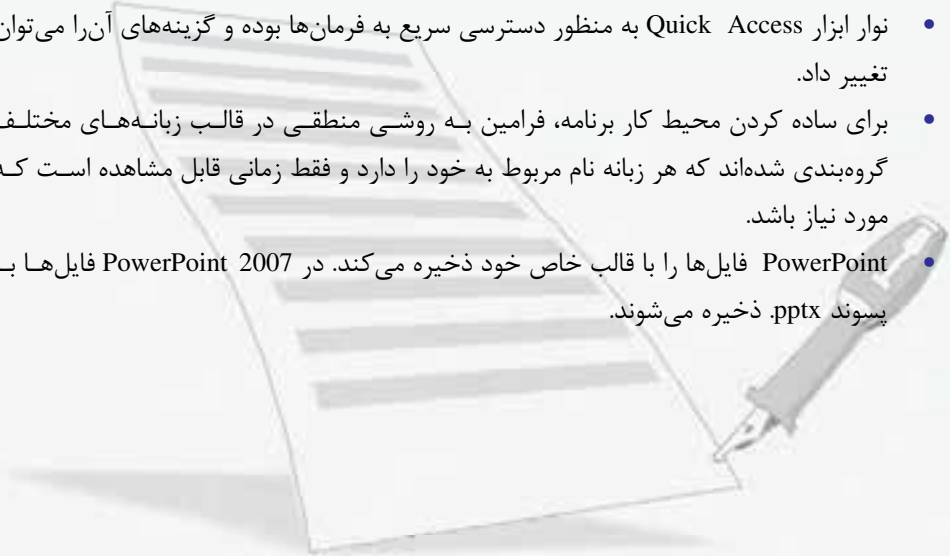 • نوار ابزار Quick Access به منظور دسترسی سریع به فرمان‌ها بوده و گزینه‌های آن‌را می‌توان
تغییر داد.
• برای ساده کردن محیط کار برنامه، فرامین به روشی منطقی در قالب زبانه‌های مختلف
گروه‌بندی شده‌اند که هر زبانه نام مربوط به خود را دارد و فقط زمانی قابل مشاهده است که
مورد نیاز باشد.
• PowerPoint فایل‌ها را با قالب خاص خود ذخیره می‌کند. در PowerPoint 2007 فایل‌ها بـ
پسوند pptx. ذخیره می‌شوند.